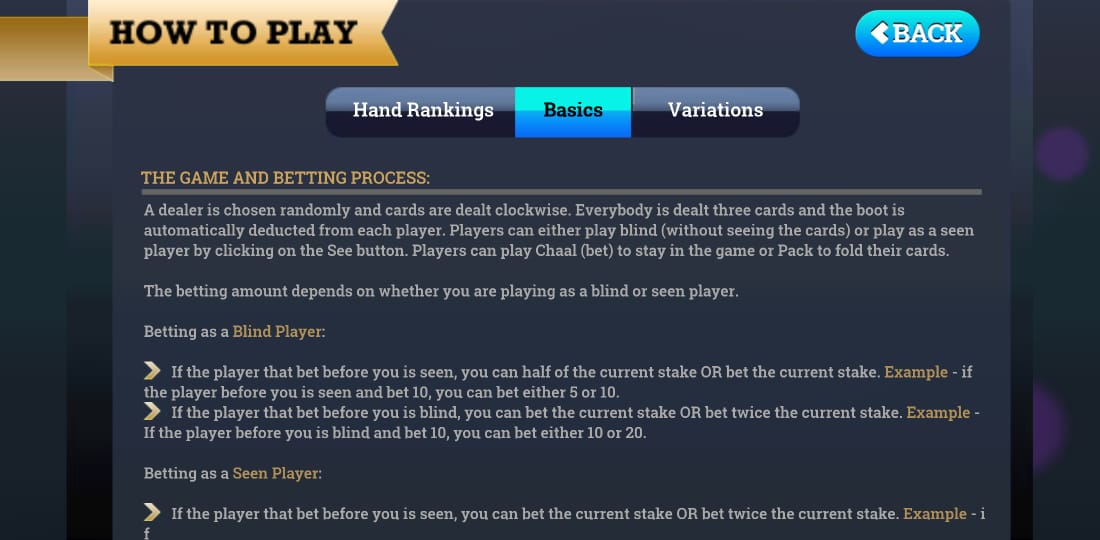 HOW TO PLAY
BACK
Hand Rankings
Basics
Variations
THE GAME AND BETTING PROCESS:
A dealer is chosen randomly and cards are dealt clockwise. Everybody is dealt three cards and the boot is
automatically deducted from each player. Players can either play blind (without seeing the cards) or play as a seen
player by clicking on the See button. Players can play Chaal (bet) to stay in the game or Pack to fold their cards.
The betting amount depends on whether you are playing as a blind or seen player.
Betting as a Blind Player:
If the player that bet before you is seen, you can half of the current stake OR bet the current stake. Example - if
the player before you is seen and bet 10, you can bet either 5 or 10.
If the player that bet before you is blind, you can bet the current stake OR bet twice the current stake. Example -
If the player before you is blind and bet 10, you can bet either 10 or 20.
Betting as a Seen Player:
If the player that bet before you is seen, you can bet the current stake OR bet twice the current stake. Example - i
f